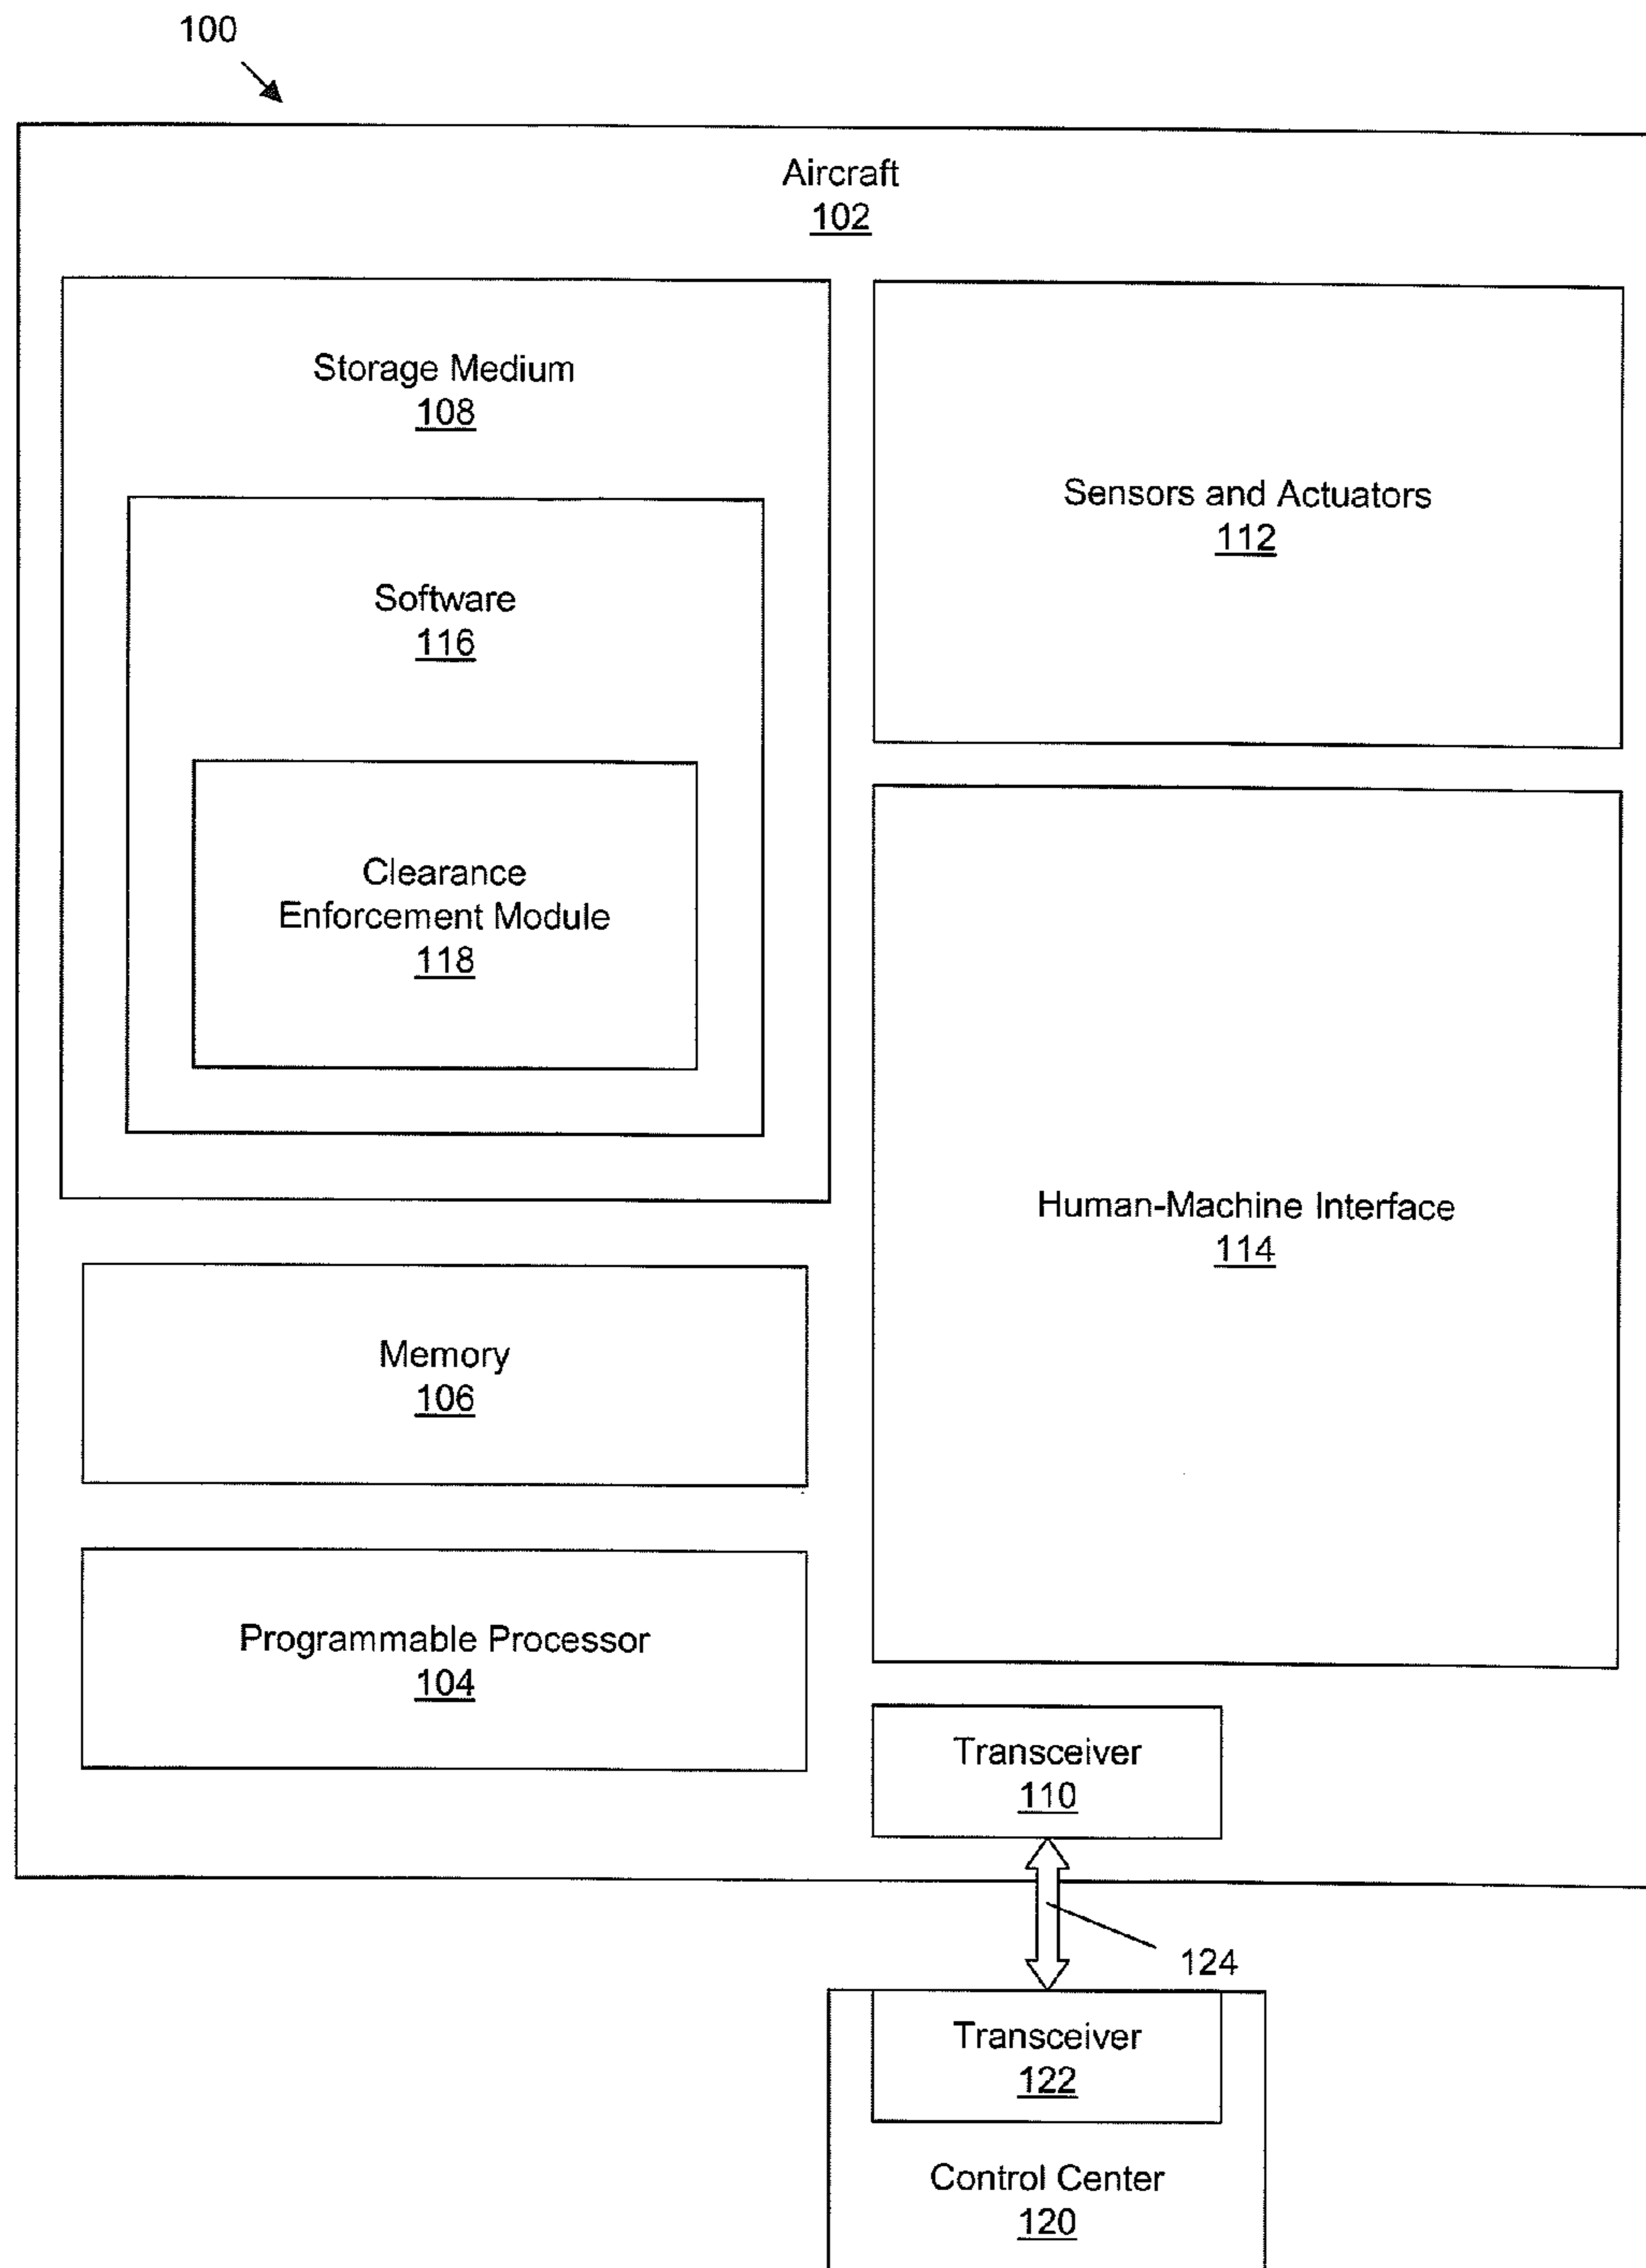 100
Aircraft
102
Storage Medium
108
Software
116
Clearance
Enforcement Module
118
Memory
106
Programmable Processor
104
Sensors and Actuators
112
Human-Machine Interface
114
Transceiver
110
124
Transceiver
122
Control Center
120